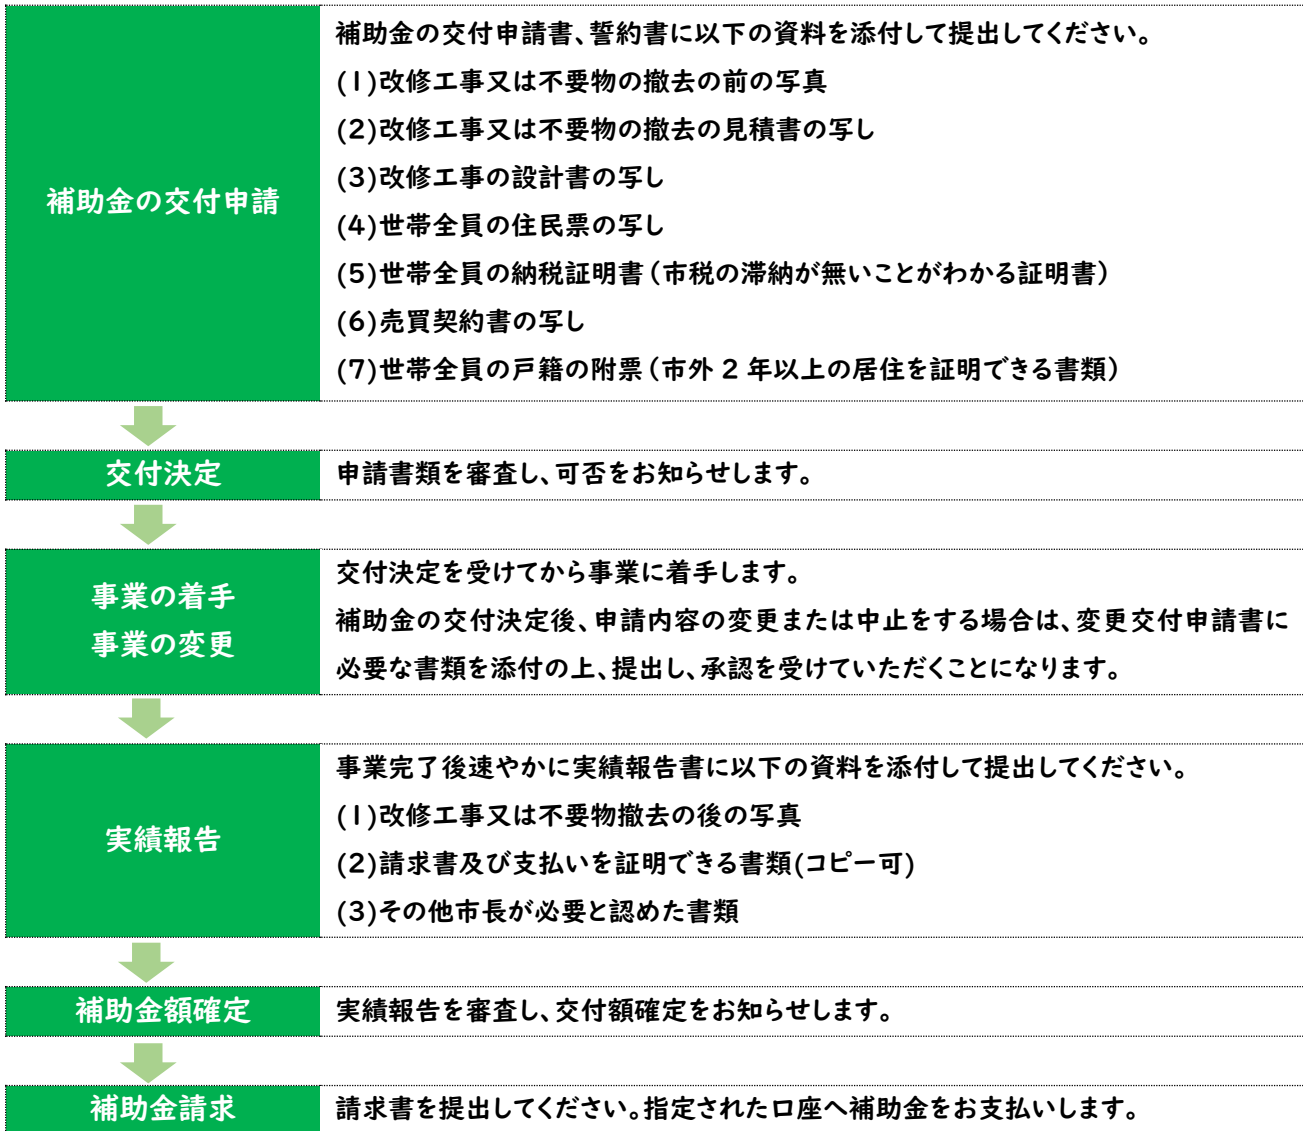 補助金の交付申請
補助金の交付申請書、誓約書に以下の資料を添付して提出してください。
(1)改修工事又は不要物の撤去の前の写真
(2)改修工事又は不要物の撤去の見積書の写し
(3)改修工事の設計書の写し
(4)世帯全員の住民票の写し
(5)世帯全員の納税証明書（市税の滞納が無いことがわかる証明書）
(6)売買契約書の写し
(7)世帯全員の戸籍の附票（市外 2 年以上の居住を証明できる書類）
交付決定
申請書類を審査し、可否をお知らせします。
事業の着手
事業の変更
交付決定を受けてから事業に着手します。
補助金の交付決定後、申請内容の変更または中止をする場合は、変更交付申請書に
必要な書類を添付の上、提出し、承認を受けていただくことになります。
実績報告
事業完了後速やかに実績報告書に以下の資料を添付して提出してください。
(1)改修工事又は不要物撤去の後の写真
(2)請求書及び支払いを証明できる書類(コピー可)
(3)その他市長が必要と認めた書類
補助金額確定
実績報告を審査し、交付額確定をお知らせします。
補助金請求
請求書を提出してください。指定された口座へ補助金をお支払いします。